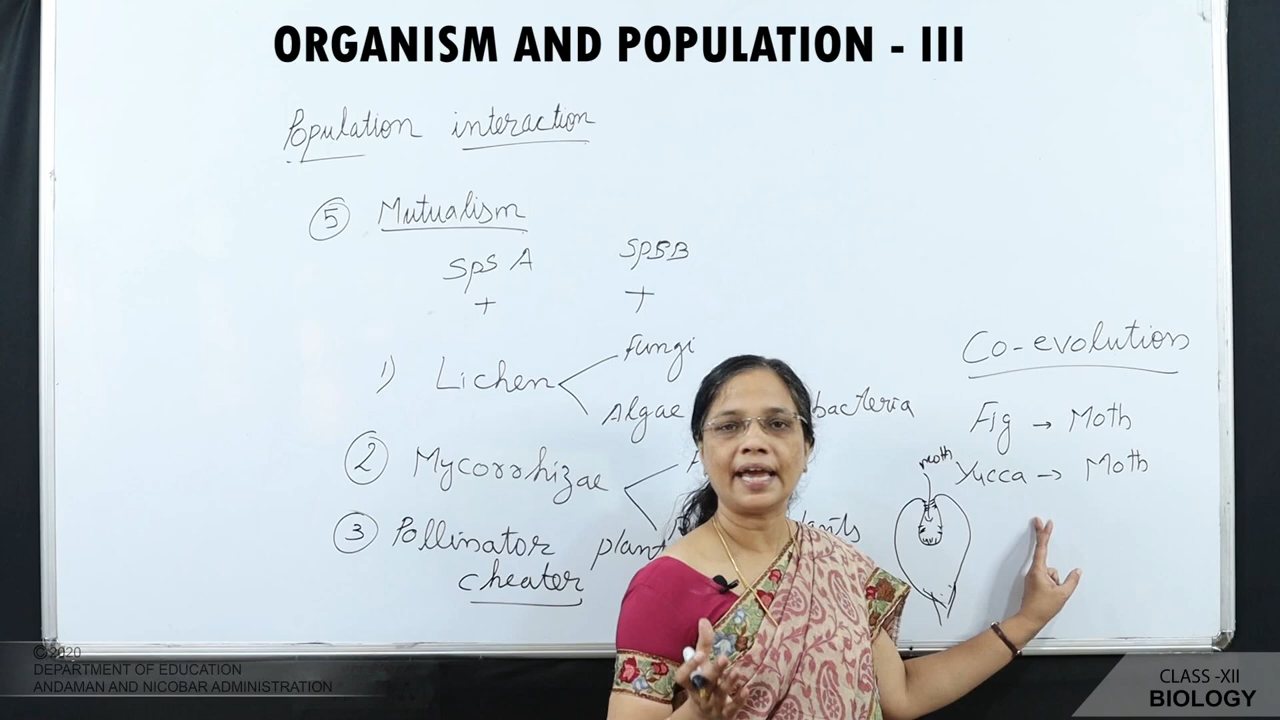 ORGANISM AND POPULATION - III
Population interaction
⑤ Mutualism
Sps A SpsB
+ +
1) Lichen Fungi
Algae bacteria
② Mycorrhizae
③ Pollinator plant
cheater
Co-evolution
Fig → Moth
Yucca → Moth
moth
©2020
DEPARTMENT OF EDUCATION
ANDAMAN AND NICOBAR ADMINISTRATION
CLASS -XII
BIOLOGY